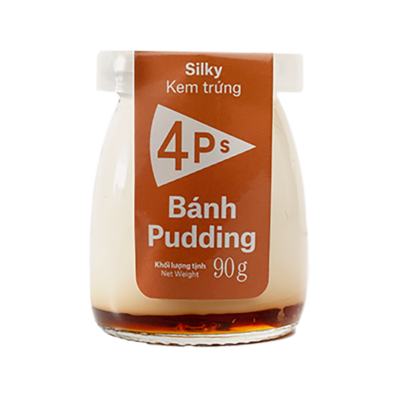 Silky
Kem trứng
4Ps
Bánh
Pudding
Khối lượng tịnh
Net Weight
90g